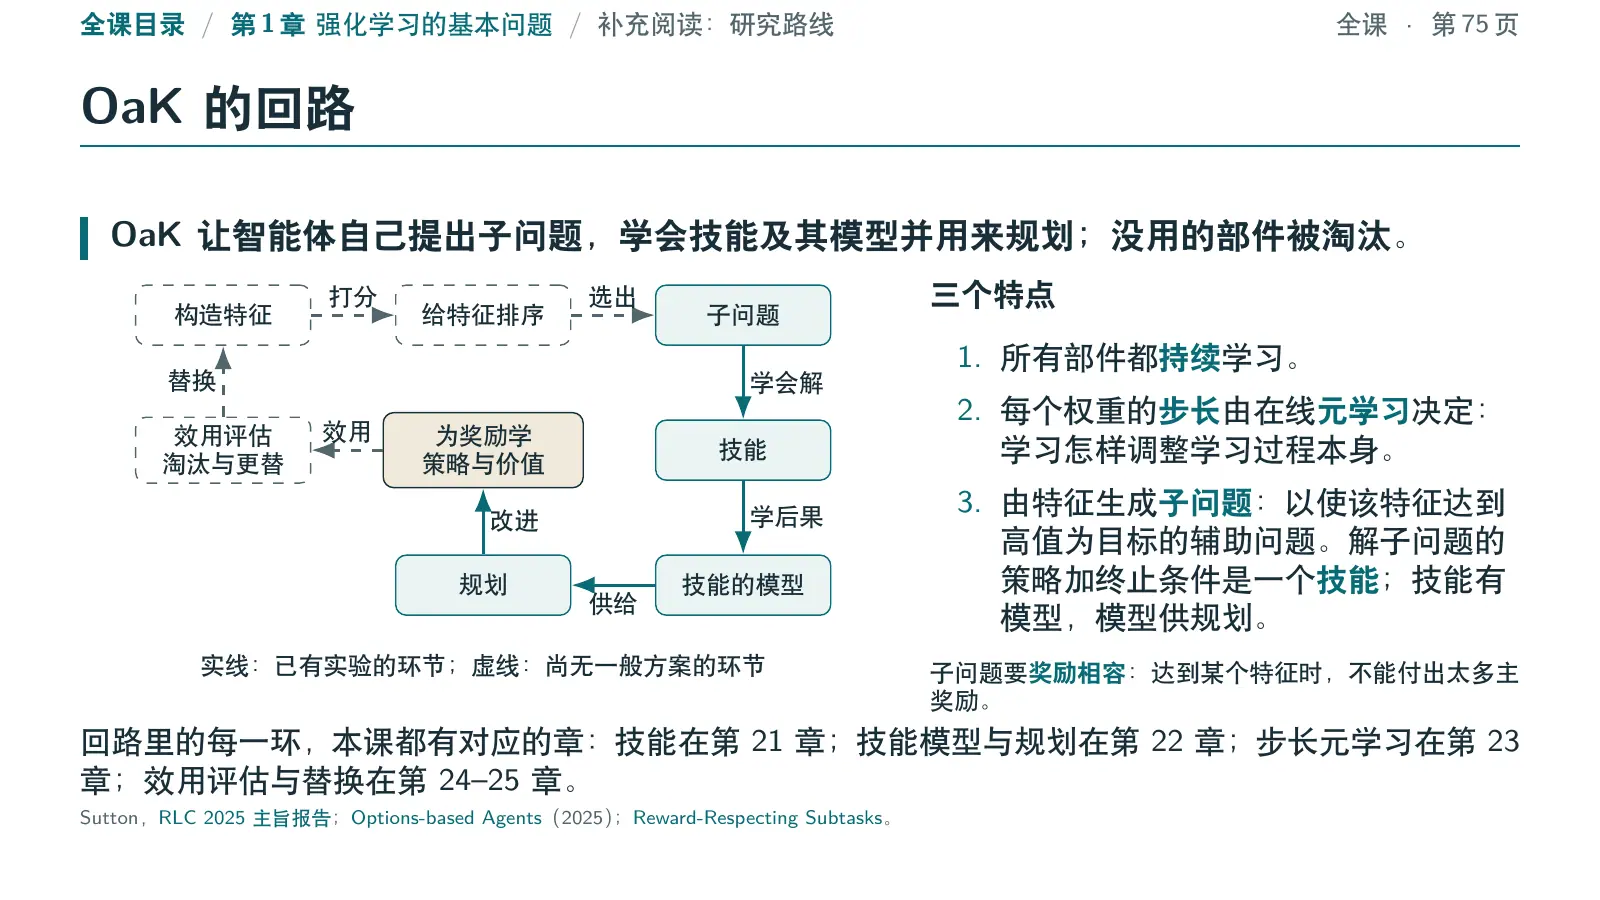 全课目录 / 第1章 强化学习的基本问题 / 补充阅读：研究路线
全课 · 第75页
OaK 的回路
OaK 让智能体自己提出子问题，学会技能及其模型并用来规划；没用的部件被淘汰。
构造特征
打分
给特征排序
选出
子问题
替换
学会解
效用评估
淘汰与更替
效用
为奖励学
策略与价值
技能
改进
学后果
规划
供给
技能的模型
实线：已有实验的环节；虚线：尚无一般方案的环节
三个特点
1. 所有部件都持续学习。
2. 每个权重的步长由在线元学习决定：
学习怎样调整学习过程本身。
3. 由特征生成子问题：以使该特征达到
高值为目标的辅助问题。解子问题的
策略加终止条件是一个技能；技能有
模型，模型供规划。
子问题要奖励相容：达到某个特征时，不能付出太多主
奖励。
回路里的每一环，本课都有对应的章：技能在第 21 章；技能模型与规划在第 22 章；步长元学习在第 23
章；效用评估与替换在第 24–25 章。
Sutton，RLC 2025 主旨报告；Options-based Agents (2025)；Reward-Respecting Subtasks。